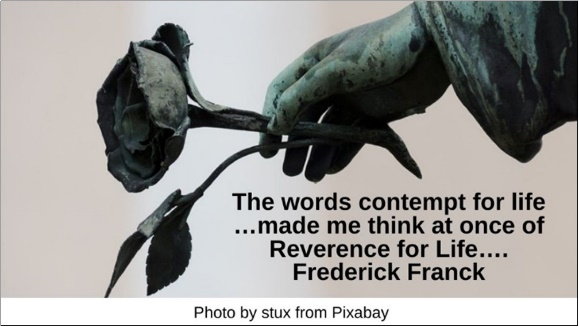 The words contempt for life
…made me think at once of
Reverence for Life….
Frederick Franck
Photo by stux from Pixabay